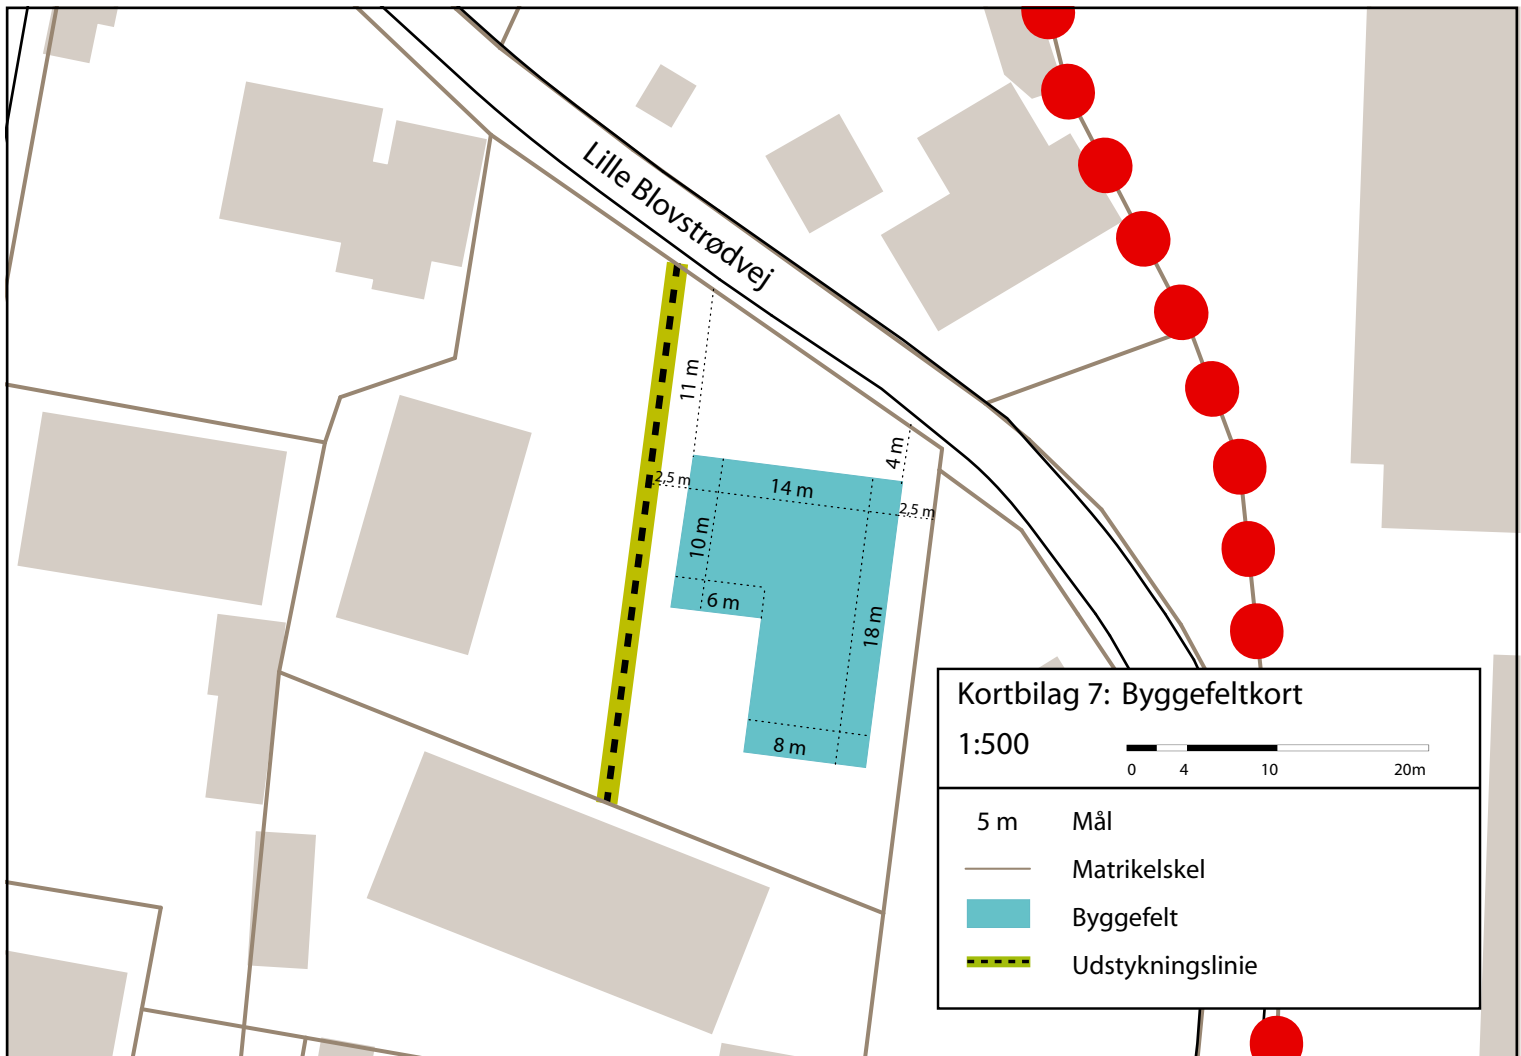 Lille Blovstrødvej
11 m
4 m
2,5 m
14 m
2,5 m
10 m
6 m
18 m
8 m
Kortbilag 7: Byggefeltkort
1:500
0 4 10 20m
5 m Mål
Matrikelskel
Byggefelt
Udstykningslinie